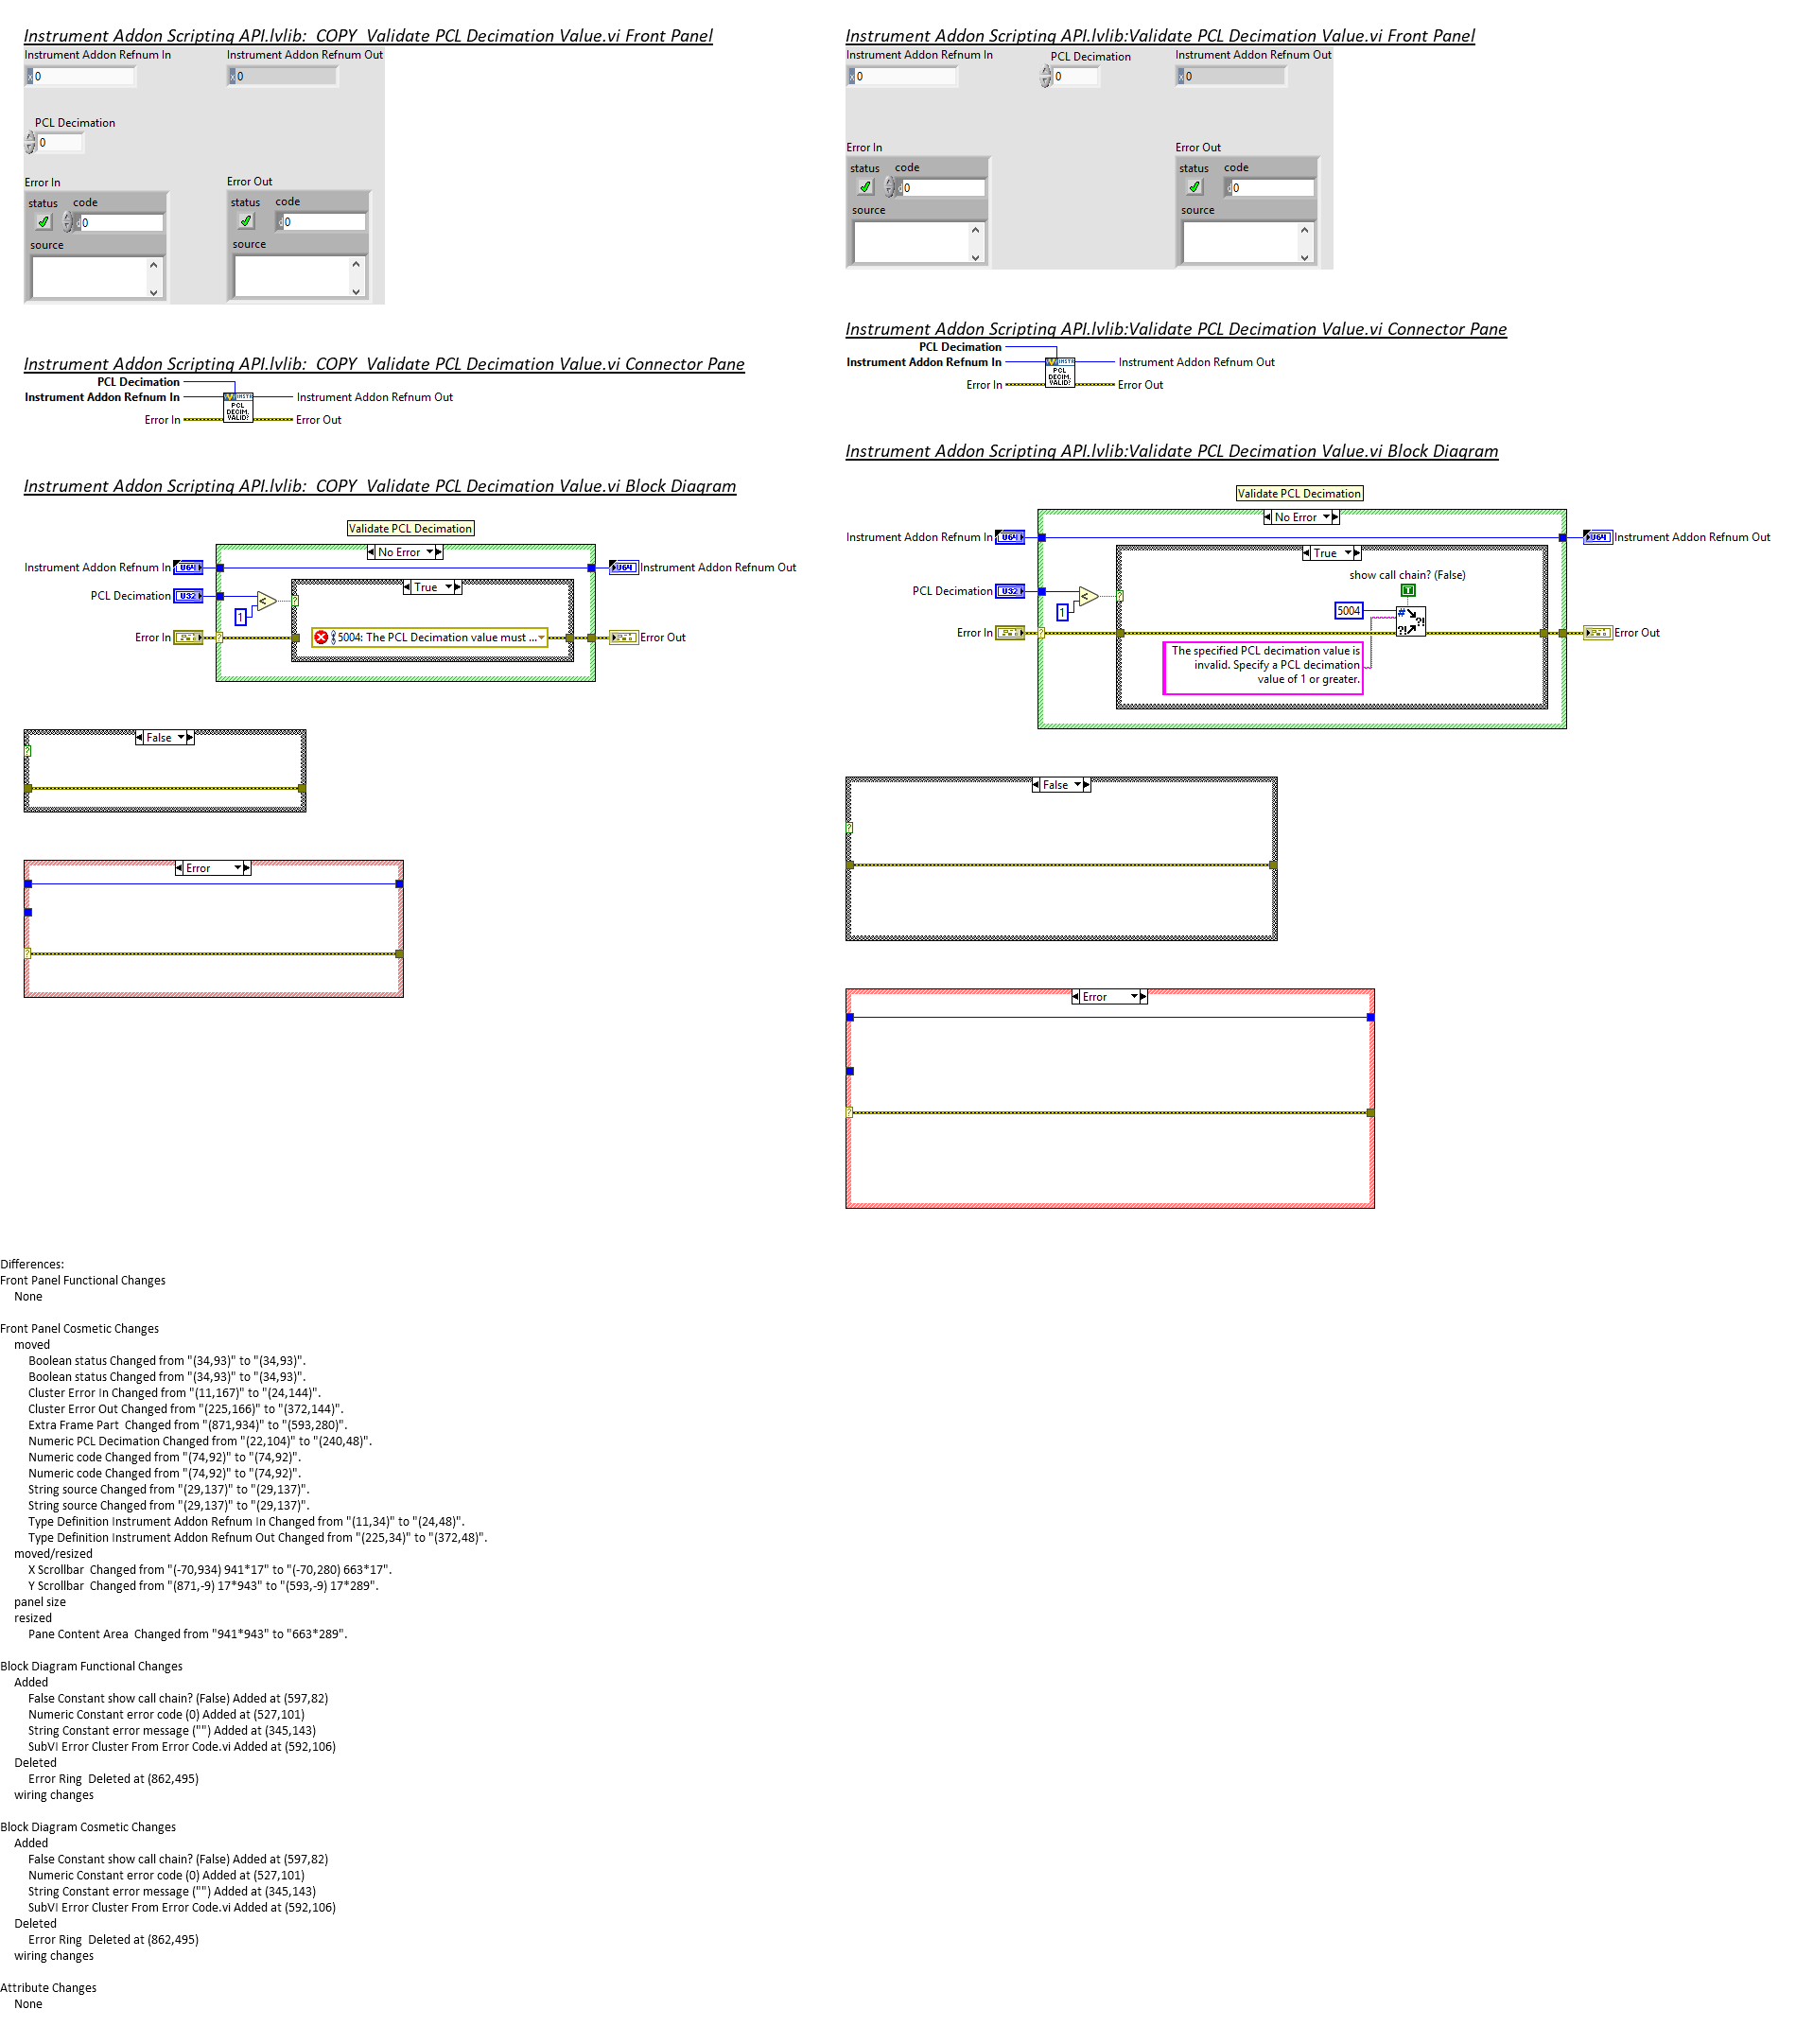 Instrument Addon Scripting API.lvlib:_COPY_Validate PCL Decimation Value.vi Front Panel
Instrument Addon Refnum In
Instrument Addon Refnum Out
x 0
x 0
PCL Decimation
0
Error In
Error Out
status
code
status
code
d 0
d 0
source
source
Instrument Addon Scripting API.lvlib:_COPY_Validate PCL Decimation Value.vi Connector Pane
PCL Decimation
Instrument Addon Refnum In
Instrument Addon Refnum Out
INSTR
PCL
DECIM.
VALID?
Error In
Error Out
Instrument Addon Scripting API.lvlib:_COPY_Validate PCL Decimation Value.vi Block Diagram
Validate PCL Decimation
No Error
Instrument Addon Refnum In
U64
U64
Instrument Addon Refnum Out
True
PCL Decimation
U32
<
?
1
Error In
?
5004: The PCL Decimation value must ...
Error Out
False
?
Error
?
Instrument Addon Scripting API.lvlib:Validate PCL Decimation Value.vi Front Panel
Instrument Addon Refnum In
PCL Decimation
Instrument Addon Refnum Out
x 0
0
x 0
Error In
Error Out
status
code
status
code
d 0
d 0
source
source
Instrument Addon Scripting API.lvlib:Validate PCL Decimation Value.vi Connector Pane
PCL Decimation
Instrument Addon Refnum In
Instrument Addon Refnum Out
INSTR
PCL
DECIM.
VALID?
Error In
Error Out
Instrument Addon Scripting API.lvlib:Validate PCL Decimation Value.vi Block Diagram
Validate PCL Decimation
No Error
Instrument Addon Refnum In
U64
U64
Instrument Addon Refnum Out
True
show call chain? (False)
T
PCL Decimation
U32
<
?
1
5004
#
?!
?!
Error In
?
Error Out
The specified PCL decimation value is
invalid. Specify a PCL decimation
value of 1 or greater.
False
?
Error
?
Differences:
Front Panel Functional Changes
None
Front Panel Cosmetic Changes
moved
Boolean status Changed from "(34,93)" to "(34,93)".
Boolean status Changed from "(34,93)" to "(34,93)".
Cluster Error In Changed from "(11,167)" to "(24,144)".
Cluster Error Out Changed from "(225,166)" to "(372,144)".
Extra Frame Part  Changed from "(871,934)" to "(593,280)".
Numeric PCL Decimation Changed from "(22,104)" to "(240,48)".
Numeric code Changed from "(74,92)" to "(74,92)".
Numeric code Changed from "(74,92)" to "(74,92)".
String source Changed from "(29,137)" to "(29,137)".
String source Changed from "(29,137)" to "(29,137)".
Type Definition Instrument Addon Refnum In Changed from "(11,34)" to "(24,48)".
Type Definition Instrument Addon Refnum Out Changed from "(225,34)" to "(372,48)".
moved/resized
X Scrollbar  Changed from "(-70,934) 941*17" to "(-70,280) 663*17".
Y Scrollbar  Changed from "(871,-9) 17*943" to "(593,-9) 17*289".
panel size
resized
Pane Content Area  Changed from "941*943" to "663*289".
Block Diagram Functional Changes
Added
False Constant show call chain? (False) Added at (597,82)
Numeric Constant error code (0) Added at (527,101)
String Constant error message ("") Added at (345,143)
SubVI Error Cluster From Error Code.vi Added at (592,106)
Deleted
Error Ring  Deleted at (862,495)
wiring changes
Block Diagram Cosmetic Changes
Added
False Constant show call chain? (False) Added at (597,82)
Numeric Constant error code (0) Added at (527,101)
String Constant error message ("") Added at (345,143)
SubVI Error Cluster From Error Code.vi Added at (592,106)
Deleted
Error Ring  Deleted at (862,495)
wiring changes
Attribute Changes
None